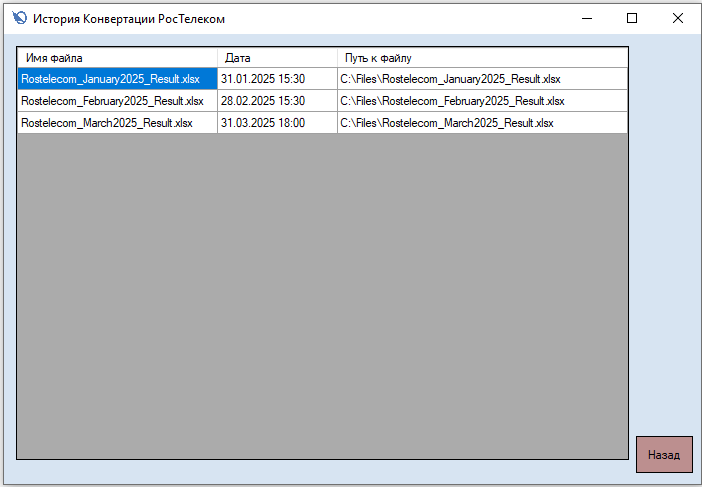 История Конвертации РосТелеком
Имя файла Дата Путь к файлу
Rostelecom_January2025_Result.xlsx 31.01.2025 15:30 C:\Files\Rostelecom_January2025_Result.xlsx
Rostelecom_February2025_Result.xlsx 28.02.2025 15:30 C:\Files\Rostelecom_February2025_Result.xlsx
Rostelecom_March2025_Result.xlsx 31.03.2025 18:00 C:\Files\Rostelecom_March2025_Result.xlsx
Назад